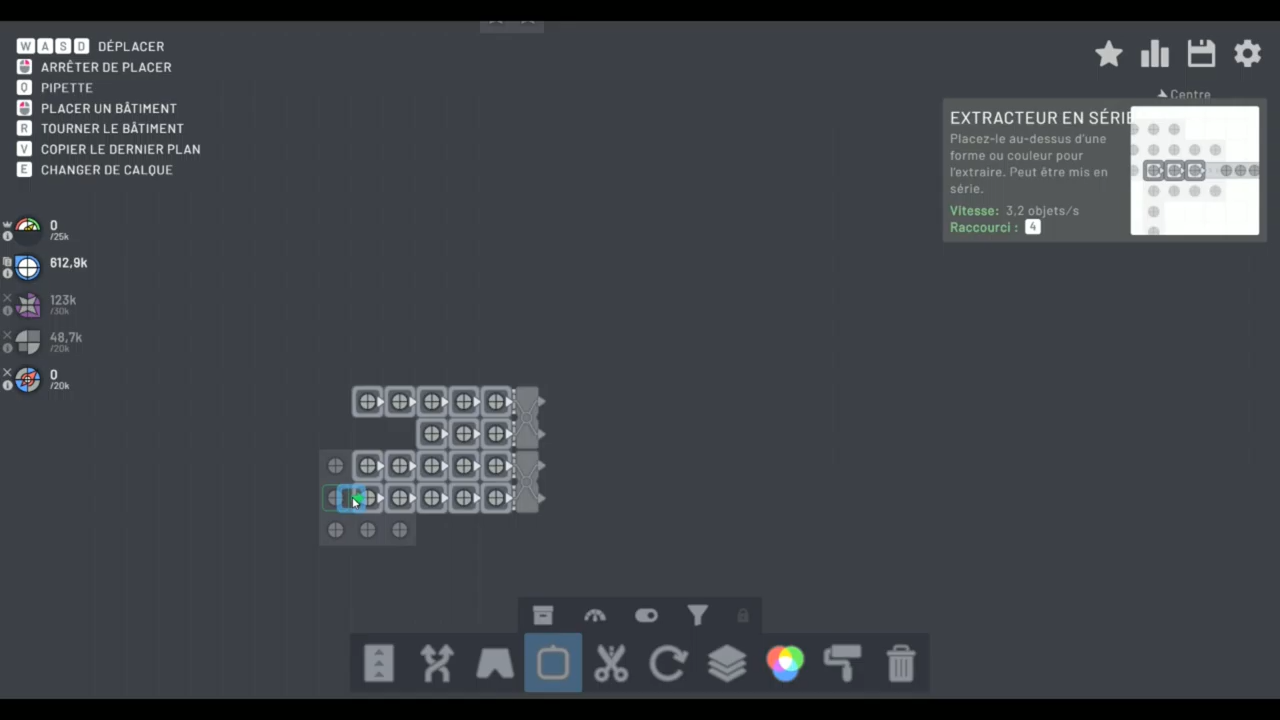 W A S D DÉPLACER
ARRÊTER DE PLACER
Q PIPETTE
PLACER UN BÂTIMENT
R TOURNER LE BÂTIMENT
V COPIER LE DERNIER PLAN
E CHANGER DE CALQUE
0
/25k
612,9k
123k
/30k
48,7k
/20k
0
/20k
Centre
EXTRACTEUR EN SÉRIE
Placez-le au-dessus d'une
forme ou couleur pour
l'extraire. Peut être mis en
série.
Vitesse: 3,2 objets/s
Raccourci : 4